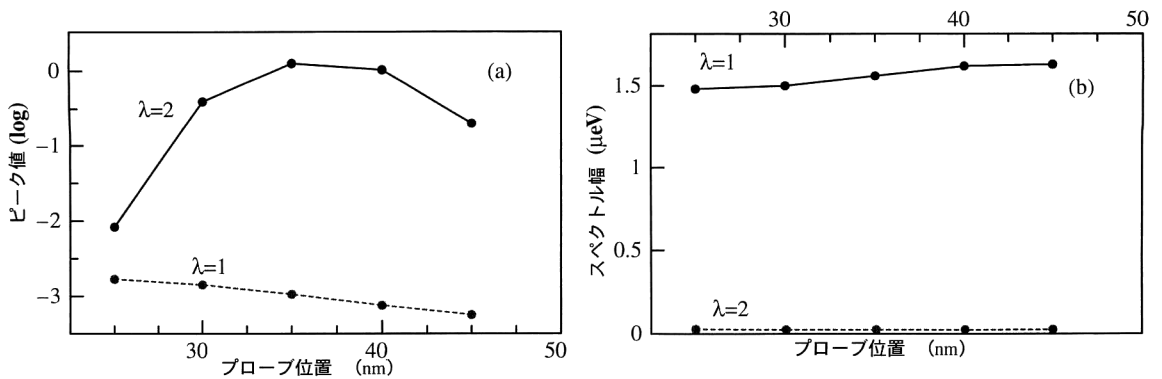 0
−1
−2
−3
ピーク値 (log)
λ=2
λ=1
(a)
30
40
50
プローブ位置 (nm)
30
40
50
1.5
1
0.5
0
スペクトル幅 (μeV)
λ=1
(b)
λ=2
プローブ位置 (nm)